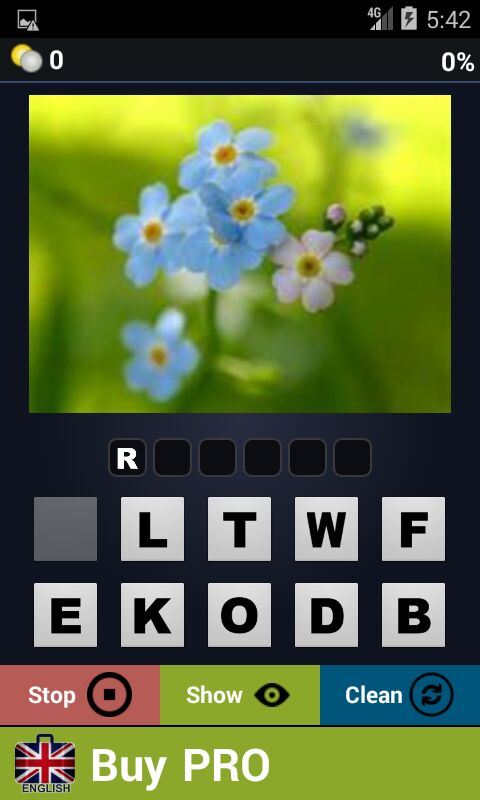 4G 5:42
0 0%
R
L T W F
E K O D B
Stop Show Clean
ENGLISH Buy PRO